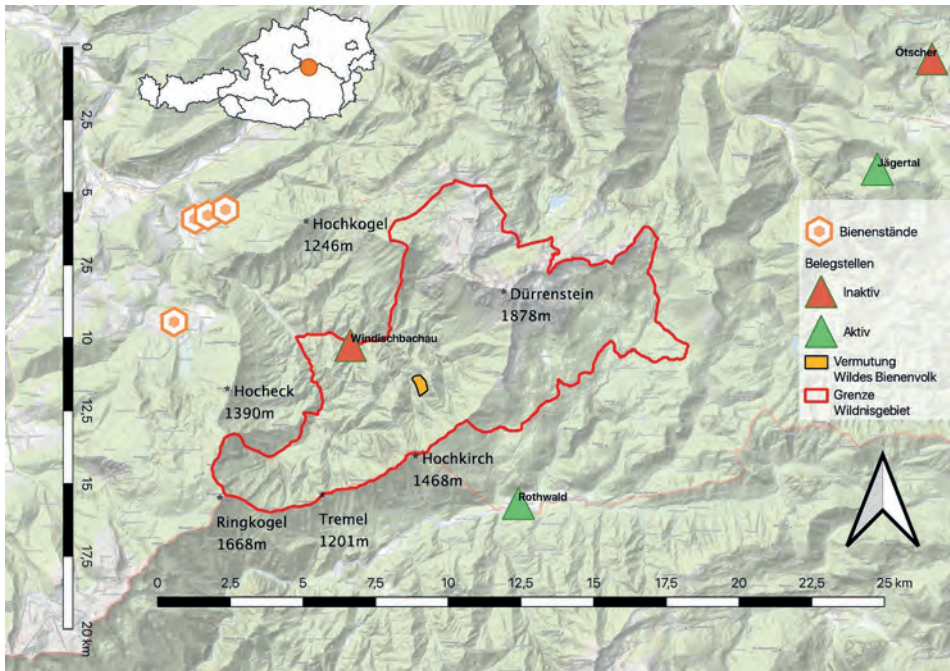 Ötscher
Jägertal
Hochkogel
1246m
Dürrenstein
1878m
Windischbachau
Hocheck
1390m
Hochkirch
1468m
Ringkogel
1668m
Tremel
1201m
Rothwald
Bienenstände
Belegstellen
Inaktiv
Aktiv
Vermutung
Wildes Bienenvolk
Grenze
Wildnisgebiet
0
2,5
5
7,5
10
12,5
15
17,5
20 km
0
2,5
5
7,5
10
12,5
15
17,5
20
22,5
25 km